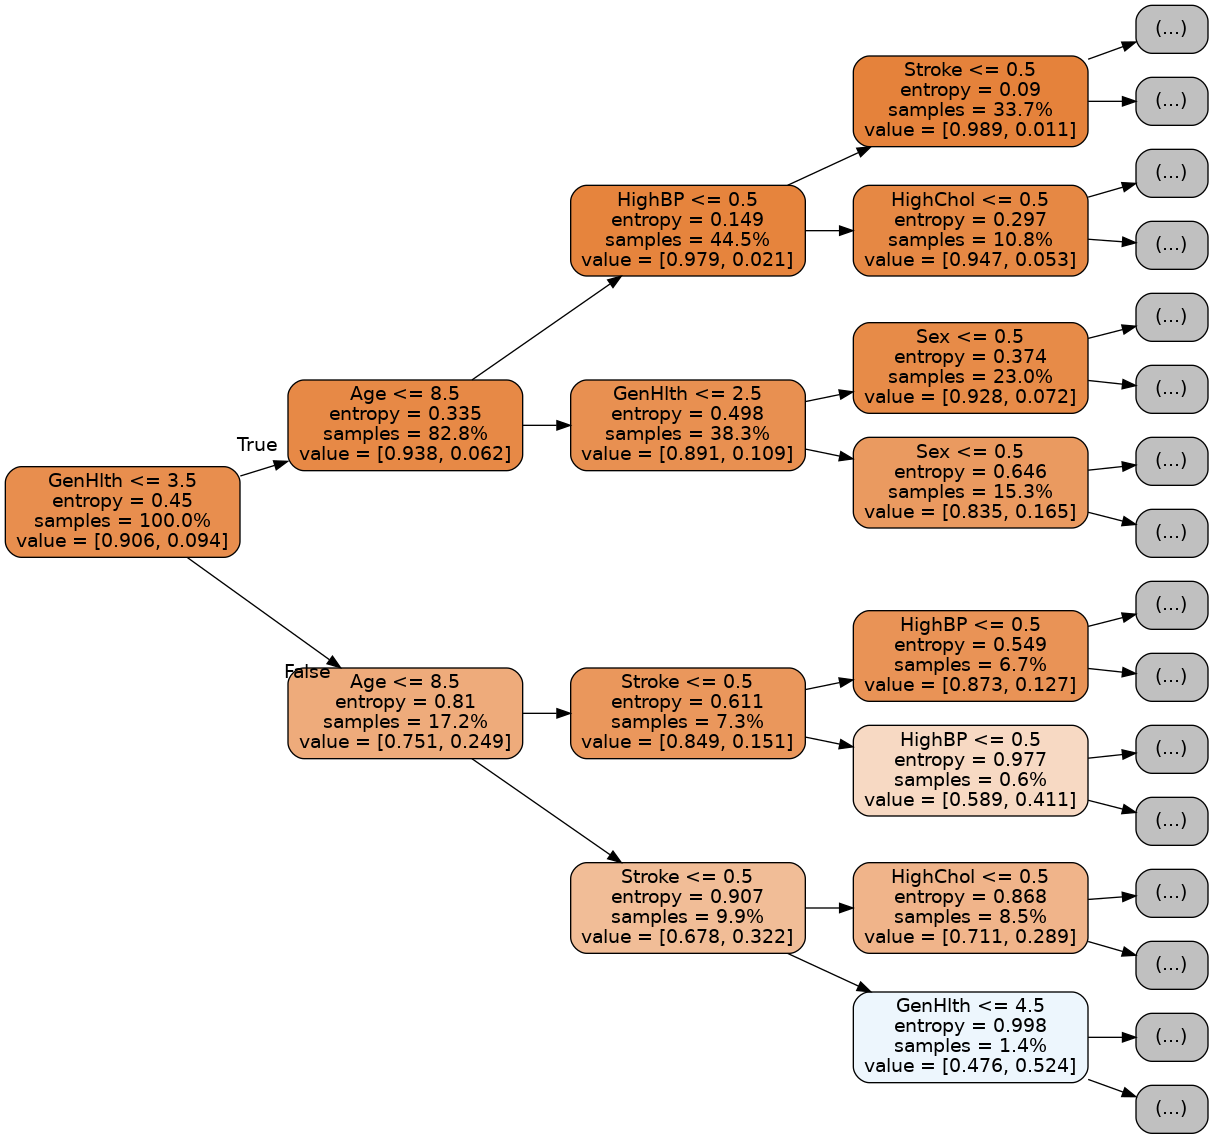 GenHlth <= 3.5
entropy = 0.45
samples = 100.0%
value = [0.906, 0.094]
True
Age <= 8.5
entropy = 0.335
samples = 82.8%
value = [0.938, 0.062]
HighBP <= 0.5
entropy = 0.149
samples = 44.5%
value = [0.979, 0.021]
Stroke <= 0.5
entropy = 0.09
samples = 33.7%
value = [0.989, 0.011]
(...)
(...)
HighChol <= 0.5
entropy = 0.297
samples = 10.8%
value = [0.947, 0.053]
(...)
(...)
GenHlth <= 2.5
entropy = 0.498
samples = 38.3%
value = [0.891, 0.109]
Sex <= 0.5
entropy = 0.374
samples = 23.0%
value = [0.928, 0.072]
(...)
(...)
Sex <= 0.5
entropy = 0.646
samples = 15.3%
value = [0.835, 0.165]
(...)
(...)
False
Age <= 8.5
entropy = 0.81
samples = 17.2%
value = [0.751, 0.249]
Stroke <= 0.5
entropy = 0.611
samples = 7.3%
value = [0.849, 0.151]
HighBP <= 0.5
entropy = 0.549
samples = 6.7%
value = [0.873, 0.127]
(...)
(...)
HighBP <= 0.5
entropy = 0.977
samples = 0.6%
value = [0.589, 0.411]
(...)
(...)
Stroke <= 0.5
entropy = 0.907
samples = 9.9%
value = [0.678, 0.322]
HighChol <= 0.5
entropy = 0.868
samples = 8.5%
value = [0.711, 0.289]
(...)
(...)
GenHlth <= 4.5
entropy = 0.998
samples = 1.4%
value = [0.476, 0.524]
(...)
(...)